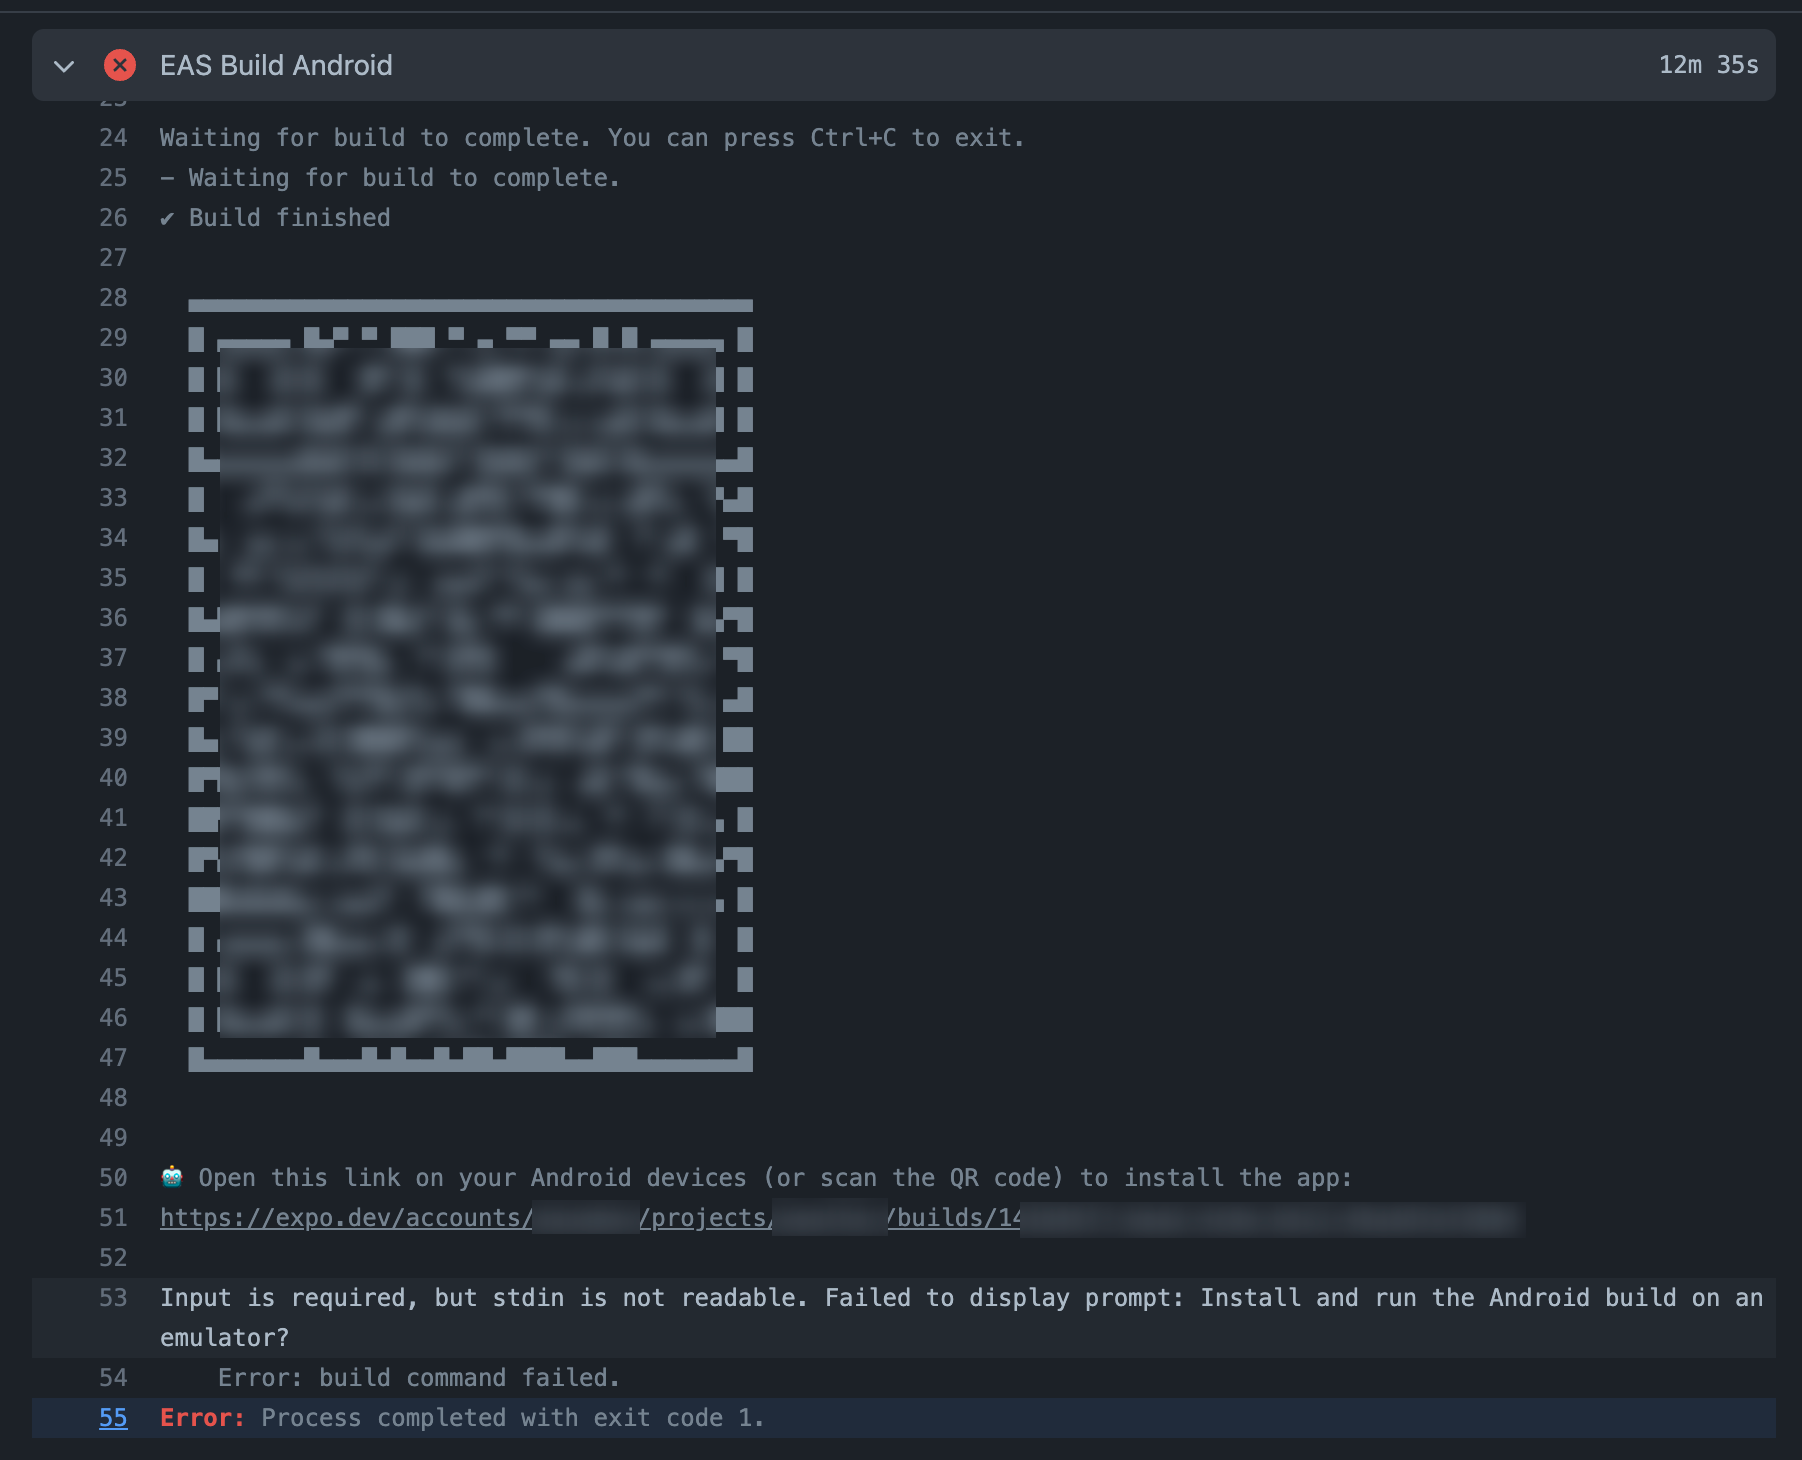 EAS Build Android 12m 35s
24 Waiting for build to complete. You can press Ctrl+C to exit.
25 – Waiting for build to complete.
26 ✔ Build finished
27
28
29
30
31
32
33
34
35
36
37
38
39
40
41
42
43
44
45
46
47
48
49
50 🤖 Open this link on your Android devices (or scan the QR code) to install the app:
51 https://expo.dev/accounts/ /projects/ /builds/14
52
53 Input is required, but stdin is not readable. Failed to display prompt: Install and run the Android build on an
emulator?
54 Error: build command failed.
55 Error: Process completed with exit code 1.